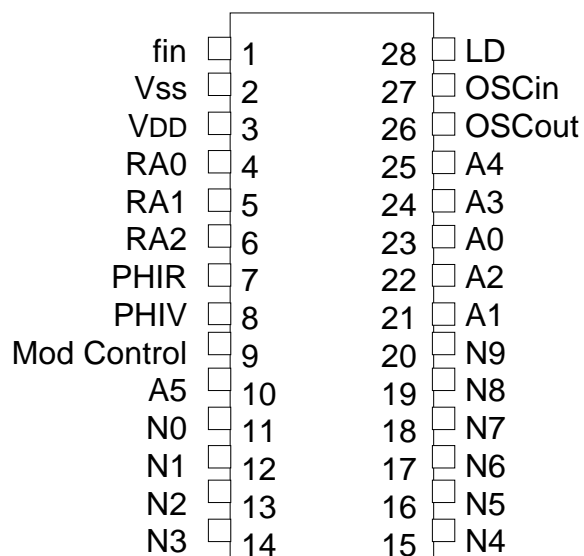 fin 1 28 LD
Vss 2 27 OSCin
VDD 3 26 OSCout
RA0 4 25 A4
RA1 5 24 A3
RA2 6 23 A0
PHIR 7 22 A2
PHIV 8 21 A1
Mod Control 9 20 N9
A5 10 19 N8
N0 11 18 N7
N1 12 17 N6
N2 13 16 N5
N3 14 15 N4